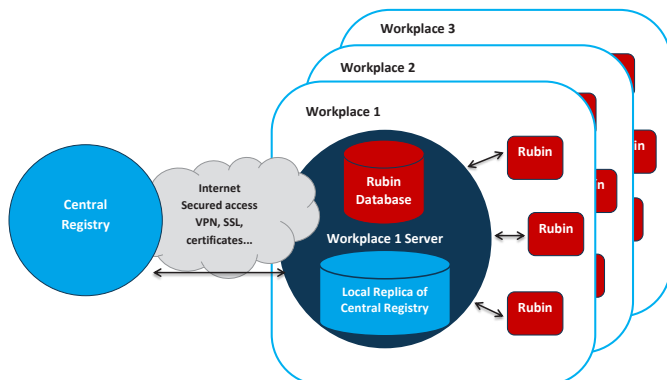 Workplace 3
Workplace 2
Workplace 1
Central
Registry
Internet
Secured access
VPN, SSL,
certificates...
Rubin
Database
Workplace 1 Server
Local Replica of
Central Registry
Rubin
Rubin
Rubin